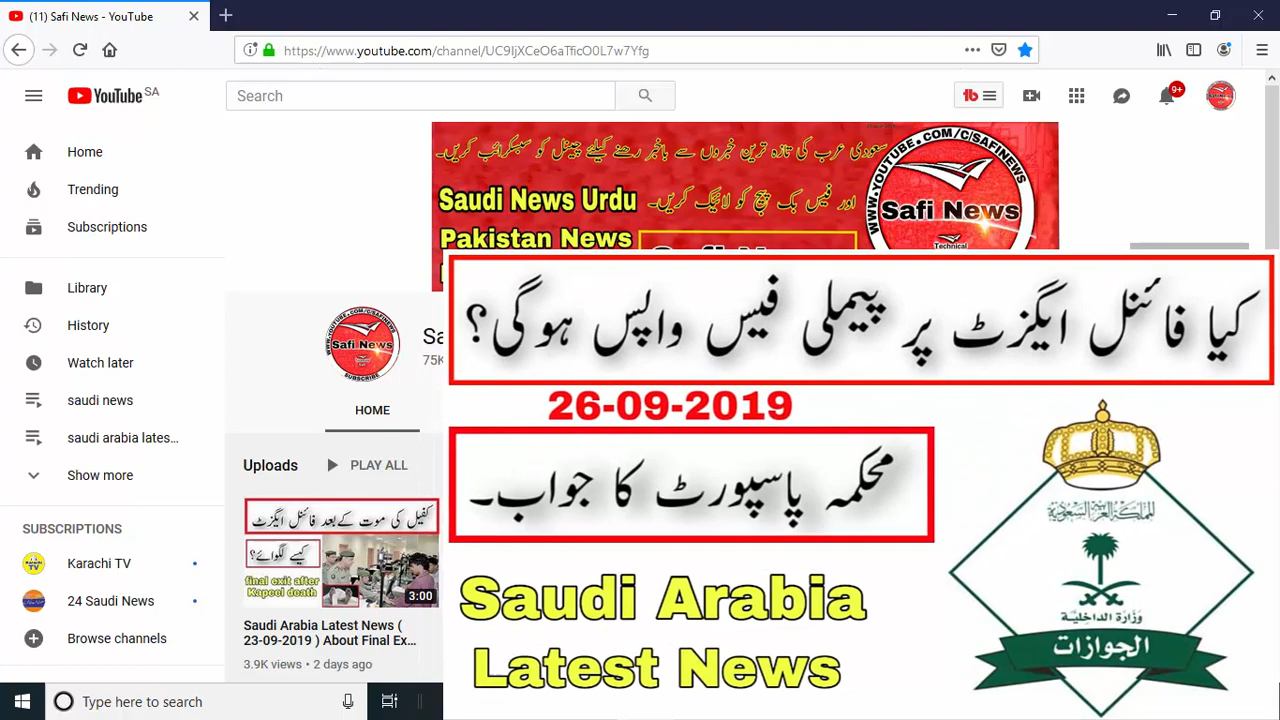 (11) Safi News - YouTube
https://www.youtube.com/channel/UC9IjXCeO6aTficO0L7w7Yfg
YouTube SA
Search
9+
Home
Trending
Subscriptions
Library
History
Watch later
saudi news
saudi arabia lates...
Show more
SUBSCRIPTIONS
Karachi TV
24 Saudi News
Browse channels
سعودی عرب کی تازہ ترین خبروں سے باخبر رھنے کیلئے چینل کو سبسکرائب کریں۔
Saudi News Urdu
اور فیس بک پیج کو لائیک کریں۔
Pakistan News
WWW.YOUTUBE.COM/C/SAFINEWS
Safi News
Technical
Safi News
SUBSCRIBE
Sa
75K
HOME
Uploads
PLAY ALL
کفیل کی موت کے بعد فائنل ایگزٹ
کیسے لگوائے؟
final exit after
Kapeel death
3:00
Saudi Arabia Latest News (
23-09-2019 ) About Final Ex...
3.9K views • 2 days ago
کیا فائنل ایگزٹ پر پیملی فیس واپس ہوگی؟
26-09-2019
محکمہ پاسپورٹ کا جواب۔
Saudi Arabia
Latest News
المملكة العربية السعودية
وزارة الداخلية
الجوازات
Type here to search